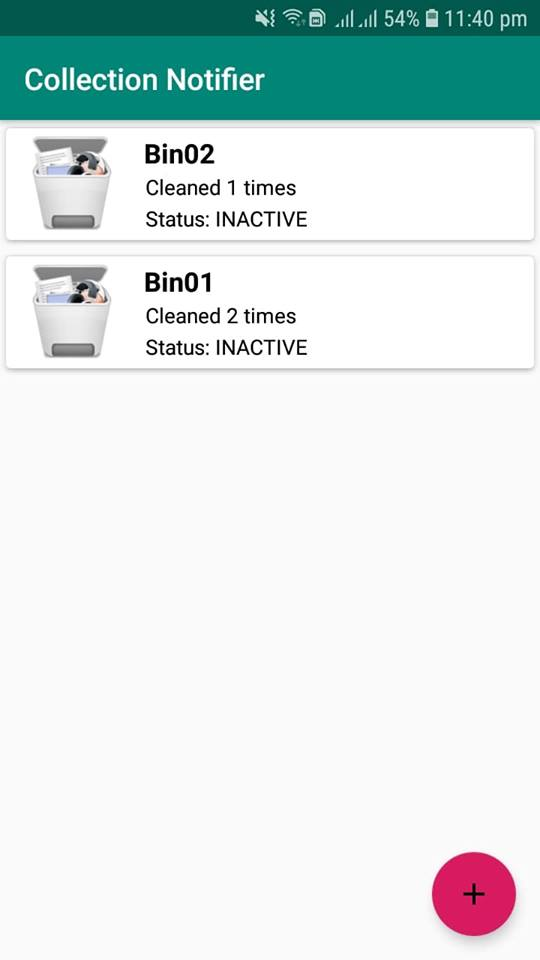 54% 11:40 pm
Collection Notifier
Bin02
Cleaned 1 times
Status: INACTIVE
Bin01
Cleaned 2 times
Status: INACTIVE
+